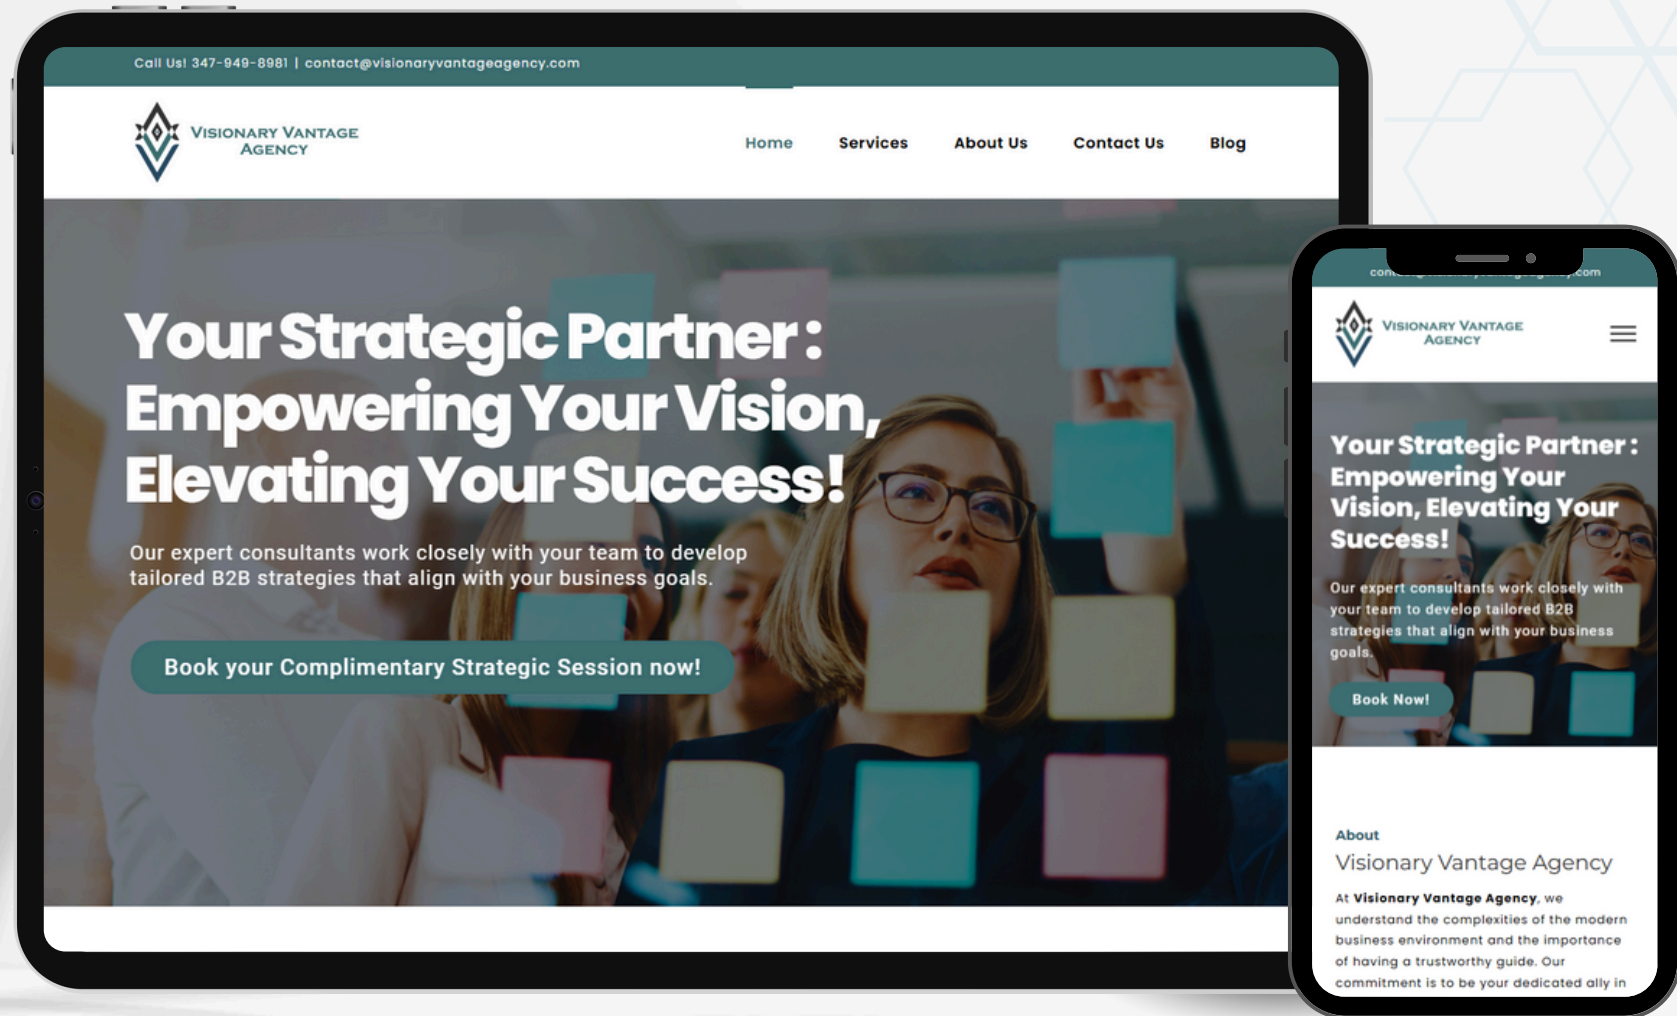 Call Us! 347-949-8981 | contact@visionaryvantageagency.com
VISIONARY VANTAGE
AGENCY
Home Services About Us Contact Us Blog
Your Strategic Partner :
Empowering Your Vision,
Elevating Your Success!
Our expert consultants work closely with your team to develop
tailored B2B strategies that align with your business goals.
Book your Complimentary Strategic Session now!
VISIONARY VANTAGE
AGENCY
Your Strategic Partner :
Empowering Your
Vision, Elevating Your
Success!
Our expert consultants work closely with
your team to develop tailored B2B
strategies that align with your business
goals.
Book Now!
About
Visionary Vantage Agency
At Visionary Vantage Agency, we
understand the complexities of the modern
business environment and the importance
of having a trustworthy guide. Our
commitment is to be your dedicated ally in